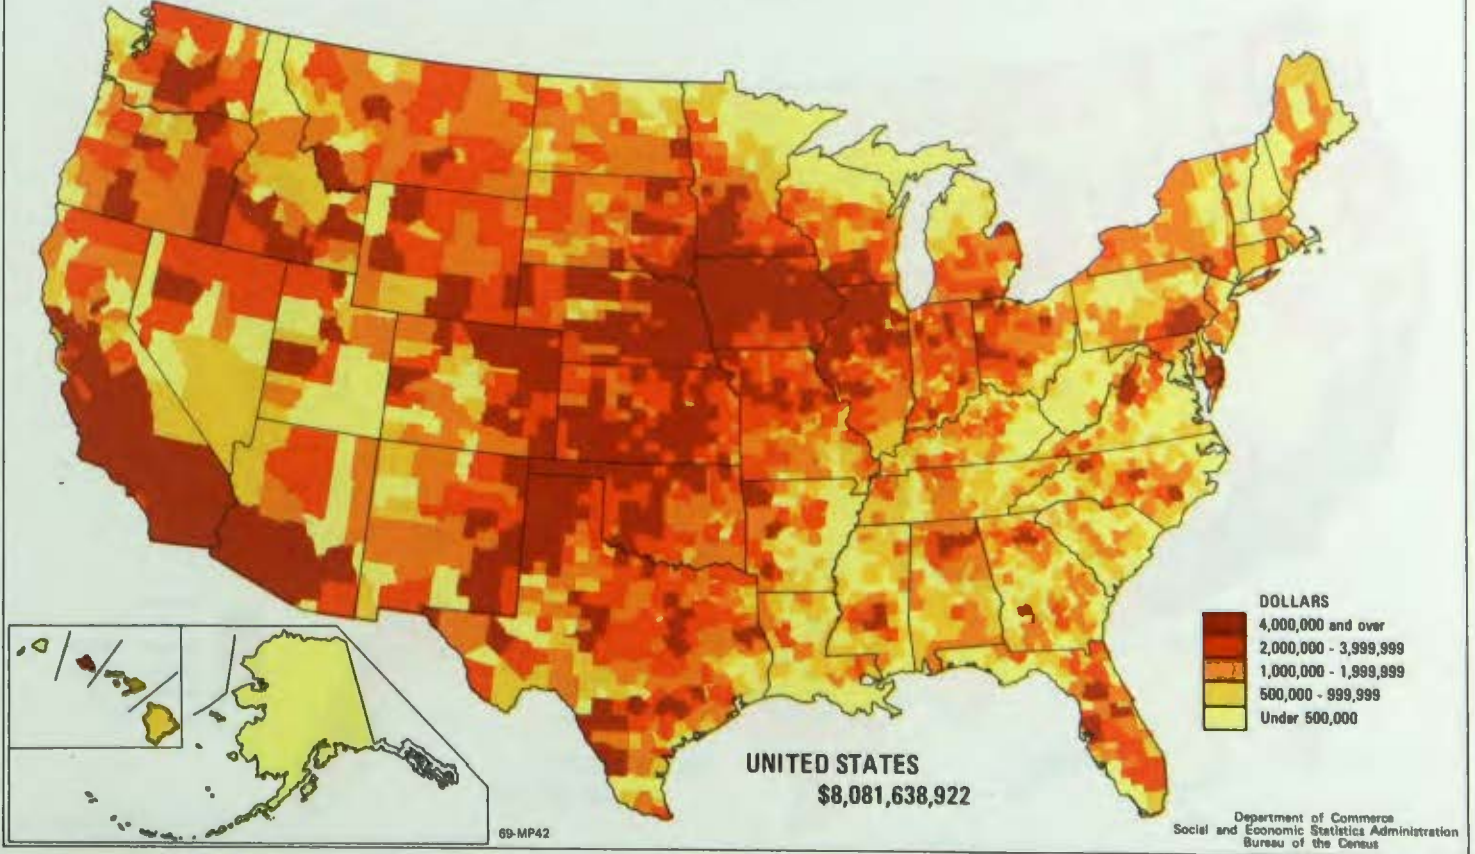 DOLLARS
4,000,000 and over
2,000,000 - 3,999,999
1,000,000 - 1,999,999
500,000 - 999,999
Under 500,000
UNITED STATES
$8,081,638,922
69-MP42
Department of Commerce
Social and Economic Statistics Administration
Bureau of the Census